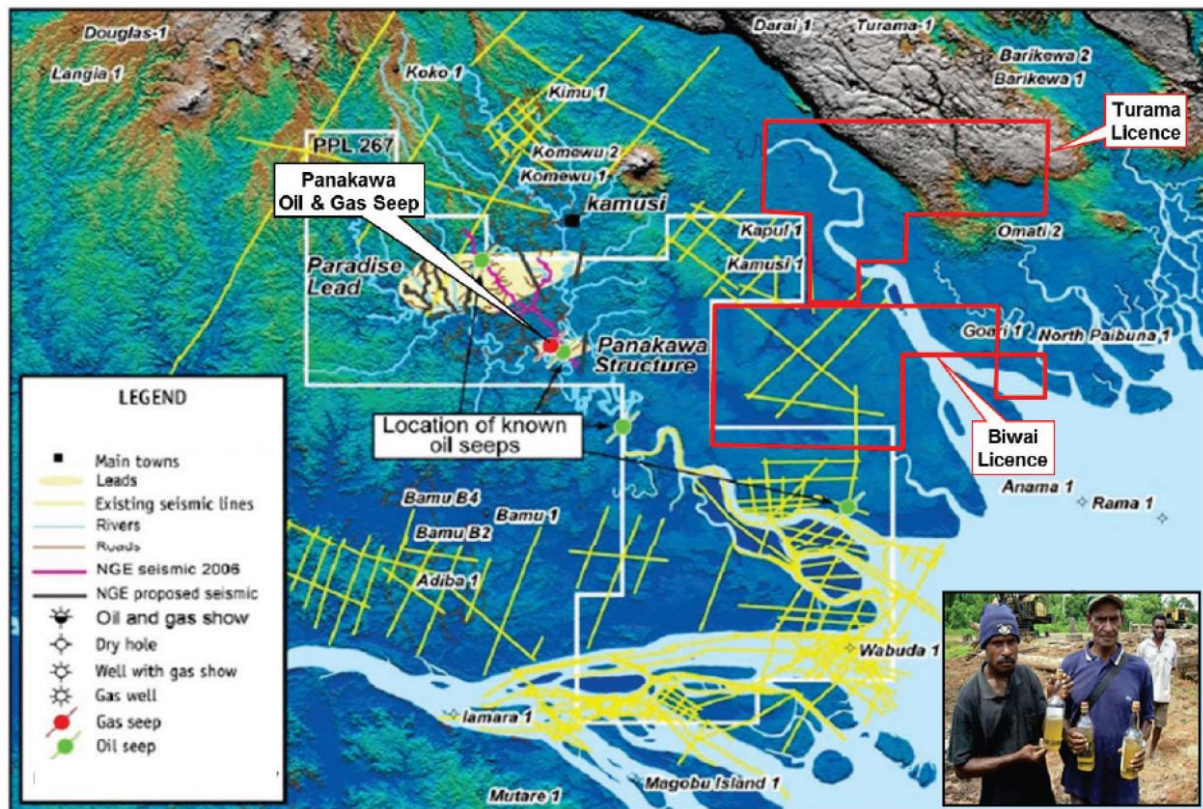 Douglas-1
Darai 1
Turama-1
Langia 1
Koko 1
Barikewa 2
Barikewa 1
Kimu 1
Turama
Licence
PPL 267
Komewu 2
Komewu 1
Panakawa
Oil & Gas Seep
kamusi
Kapul 1
Omati 2
Paradise
Lead
Kamusi 1
Goari 1
North Paibuna 1
Panakawa
Structure
Location of known
oil seeps
Biwai
Licence
Anama 1
Rama 1
Bamu B4
Bamu 1
Bamu B2
Adiba 1
Wabuda 1
Iamara 1
Magobu Island 1
Mutare 1
LEGEND
Main towns
Leads
Existing seismic lines
Rivers
Roads
NGE seismic 2006
NGE proposed seismic
Oil and gas show
Dry hole
Well with gas show
Gas well
Gas seep
Oil seep